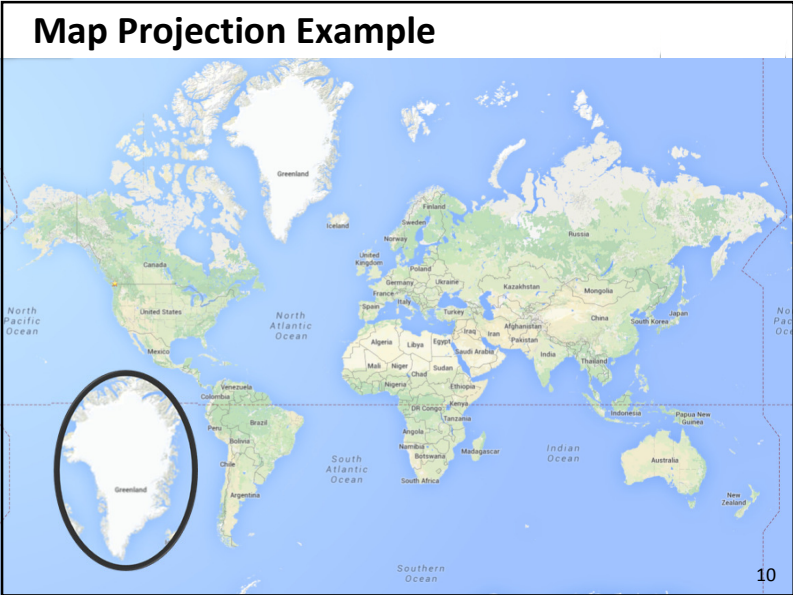 Map Projection Example
Greenland
Iceland
Finland
Sweden
Norway
Russia
United
Kingdom
Poland
Canada
Germany
Ukraine
Kazakhstan
Mongolia
France
Italy
Spain
Turkey
North
Pacific
Ocean
United States
North
Atlantic
Ocean
China
South Korea
Japan
No
Pac
Oc
Iraq
Iran
Afghanistan
Pakistan
Algeria
Libya
Egypt
Saudi Arabia
Mexico
India
Thailand
Mali
Niger
Chad
Sudan
Nigeria
Ethiopia
Venezuela
Colombia
DR Congo
Kenya
Tanzania
Indonesia
Papua New
Guinea
Peru
Brazil
Bolivia
Angola
Namibia
Botswana
Madagascar
Indian
Ocean
Australia
Chile
South
Atlantic
Ocean
South Africa
Greenland
Argentina
New
Zealand
Southern
Ocean
10